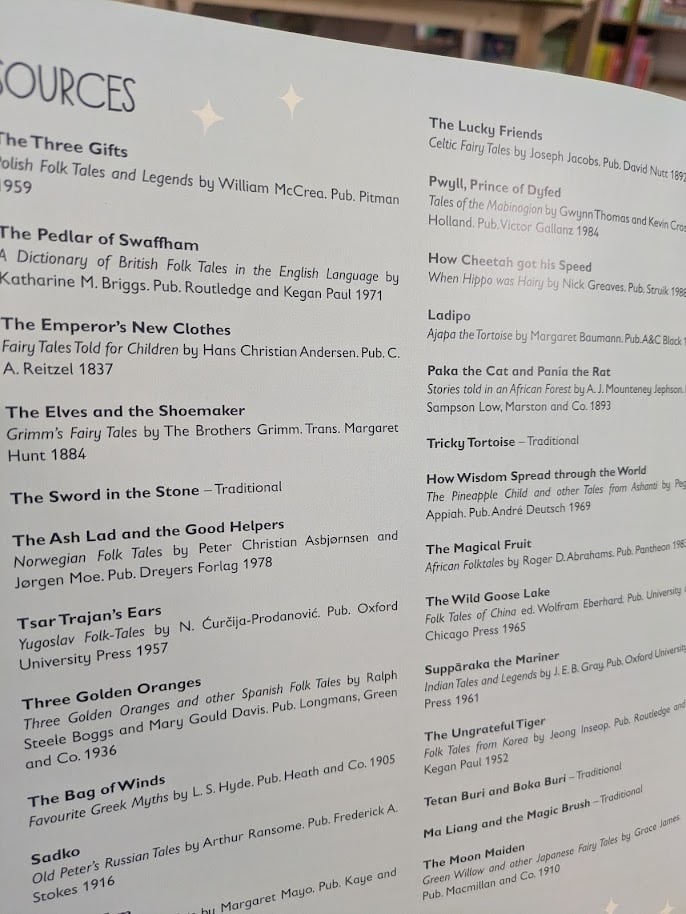 SOURCES
The Three Gifts
Polish Folk Tales and Legends by William McCrea. Pub. Pitman
1959
The Pedlar of Swaffham
A Dictionary of British Folk Tales in the English Language by
Katharine M. Briggs. Pub. Routledge and Kegan Paul 1971
The Emperor's New Clothes
Fairy Tales Told for Children by Hans Christian Andersen. Pub. C.
A. Reitzel 1837
The Elves and the Shoemaker
Grimm's Fairy Tales by The Brothers Grimm. Trans. Margaret
Hunt 1884
The Sword in the Stone – Traditional
The Ash Lad and the Good Helpers
Norwegian Folk Tales by Peter Christian Asbjørnsen and
Jørgen Moe. Pub. Dreyers Forlag 1978
Tsar Trajan's Ears
Yugoslav Folk-Tales by N. Ćurčija-Prodanović. Pub. Oxford
University Press 1957
Three Golden Oranges
Three Golden Oranges and other Spanish Folk Tales by Ralph
Steele Boggs and Mary Gould Davis. Pub. Longmans, Green
and Co. 1936
The Bag of Winds
Favourite Greek Myths by L. S. Hyde. Pub. Heath and Co. 1905
Sadko
Old Peter's Russian Tales by Arthur Ransome. Pub. Frederick A.
Stokes 1916
by Margaret Mayo. Pub. Kaye and
The Lucky Friends
Celtic Fairy Tales by Joseph Jacobs. Pub. David Nutt 1892
Pwyll, Prince of Dyfed
Tales of the Mabinogion by Gwynn Thomas and Kevin Cros
Holland. Pub. Victor Gallanz 1984
How Cheetah got his Speed
When Hippo was Hairy by Nick Greaves. Pub. Struik 1988
Ladipo
Ajapa the Tortoise by Margaret Baumann. Pub. A&C Black
Paka the Cat and Pania the Rat
Stories told in an African Forest by A. J. Mounteney Jephson.
Sampson Low, Marston and Co. 1893
Tricky Tortoise – Traditional
How Wisdom Spread through the World
The Pineapple Child and other Tales from Ashanti by Peg
Appiah. Pub. André Deutsch 1969
The Magical Fruit
African Folktales by Roger D. Abrahams. Pub. Pantheon 1983
The Wild Goose Lake
Folk Tales of China ed. Wolfram Eberhard. Pub. University
Chicago Press 1965
Suppāraka the Mariner
Indian Tales and Legends by J. E. B. Gray. Pub. Oxford University
Press 1961
The Ungrateful Tiger
Folk Tales from Korea by Jeong Inseop. Pub. Routledge and
Kegan Paul 1952
Tetan Buri and Boka Buri – Traditional
Ma Liang and the Magic Brush – Traditional
The Moon Maiden
Green Willow and other Japanese Fairy Tales by Grace James.
Pub. Macmillan and Co. 1910